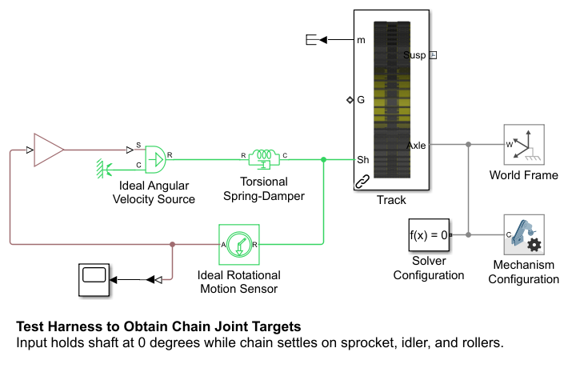 m
Susp
G
Axle
Sh
Track
S
C
R
Ideal Angular
Velocity Source
R
C
Torsional
Spring-Damper
W
World Frame
f(x) = 0
Solver
Configuration
C
Mechanism
Configuration
A
R
Ideal Rotational
Motion Sensor
Test Harness to Obtain Chain Joint Targets
Input holds shaft at 0 degrees while chain settles on sprocket, idler, and rollers.